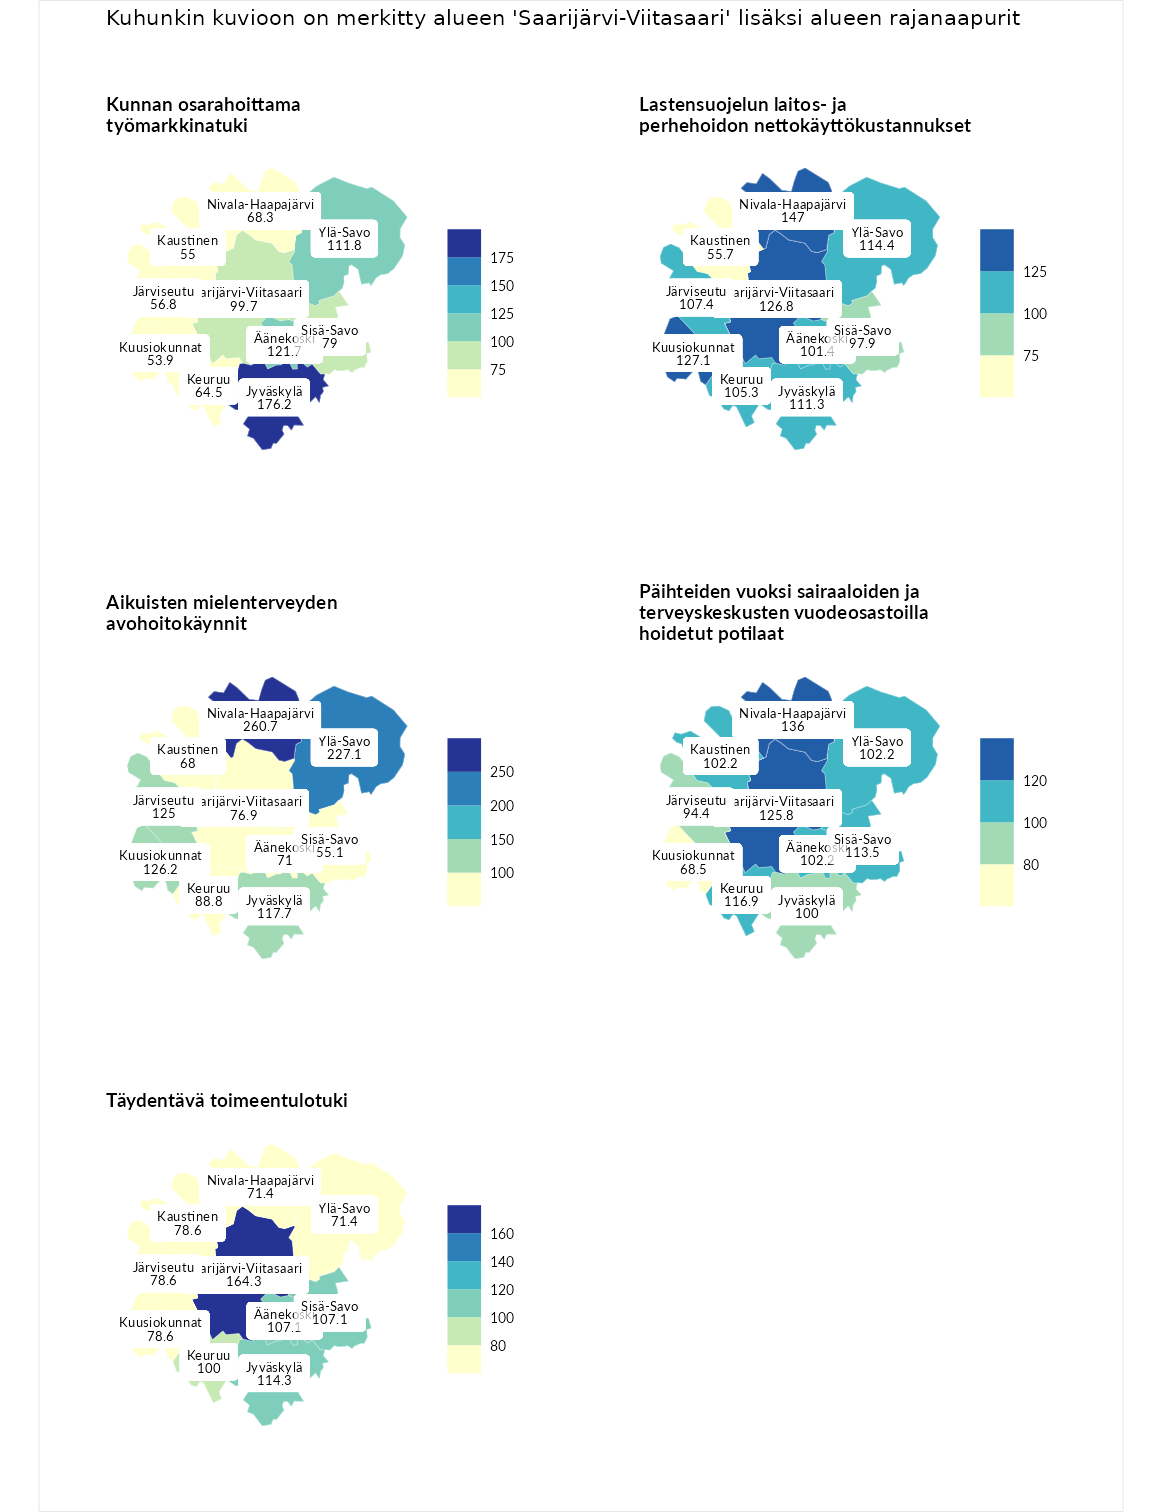 Kuhunkin kuvioon on merkitty alueen 'Saarijärvi-Viitasaari' lisäksi alueen rajanaapurit
Kunnan osarahoittama
työmarkkinatuki
Nivala-Haapajärvi
68.3
Ylä-Savo
111.8
Kaustinen
55
Järviseutu
56.8
arijärvi-Viitasaari
99.7
Sisä-Savo
79
Äänekoski
121.7
Kuusiokunnat
53.9
Keuruu
64.5
Jyväskylä
176.2
175
150
125
100
75
Lastensuojelun laitos- ja
perhehoidon nettokäyttökustannukset
Nivala-Haapajärvi
147
Ylä-Savo
114.4
Kaustinen
55.7
Järviseutu
107.4
arijärvi-Viitasaari
126.8
Sisä-Savo
97.9
Äänekoski
101.4
Kuusiokunnat
127.1
Keuruu
105.3
Jyväskylä
111.3
125
100
75
Aikuisten mielenterveyden
avohoitokäynnit
Nivala-Haapajärvi
260.7
Ylä-Savo
227.1
Kaustinen
68
Järviseutu
125
arijärvi-Viitasaari
76.9
Sisä-Savo
55.1
Äänekoski
71
Kuusiokunnat
126.2
Keuruu
88.8
Jyväskylä
117.7
250
200
150
100
Päihteiden vuoksi sairaaloiden ja
terveyskeskusten vuodeosastoilla
hoidetut potilaat
Nivala-Haapajärvi
136
Ylä-Savo
102.2
Kaustinen
102.2
Järviseutu
94.4
arijärvi-Viitasaari
125.8
Sisä-Savo
113.5
Äänekoski
102.2
Kuusiokunnat
68.5
Keuruu
116.9
Jyväskylä
100
120
100
80
Täydentävä toimeentulotuki
Nivala-Haapajärvi
71.4
Ylä-Savo
71.4
Kaustinen
78.6
Järviseutu
78.6
arijärvi-Viitasaari
164.3
Sisä-Savo
107.1
Äänekoski
107.1
Kuusiokunnat
78.6
Keuruu
100
Jyväskylä
114.3
160
140
120
100
80